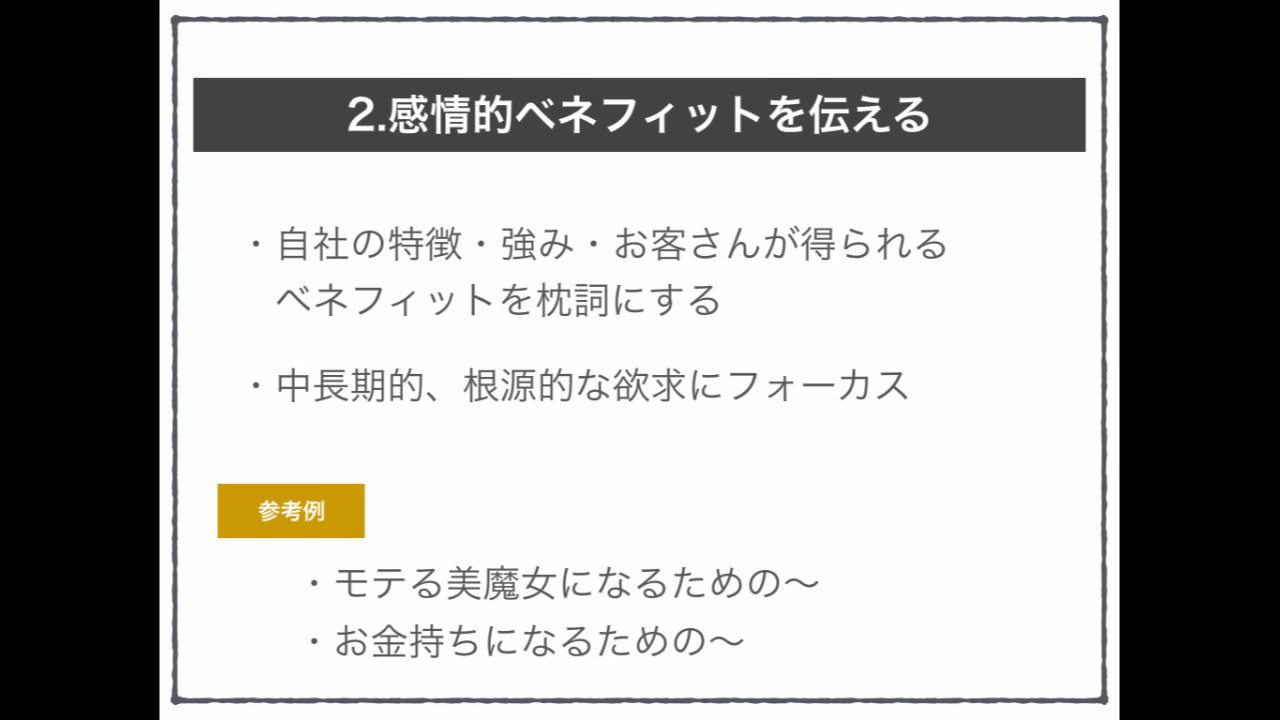 2.感情的ベネフィットを伝える
・自社の特徴・強み・お客さんが得られる
ベネフィットを枕詞にする
・中長期的、根源的な欲求にフォーカス
参考例
・モテる美魔女になるための〜
・お金持ちになるための〜